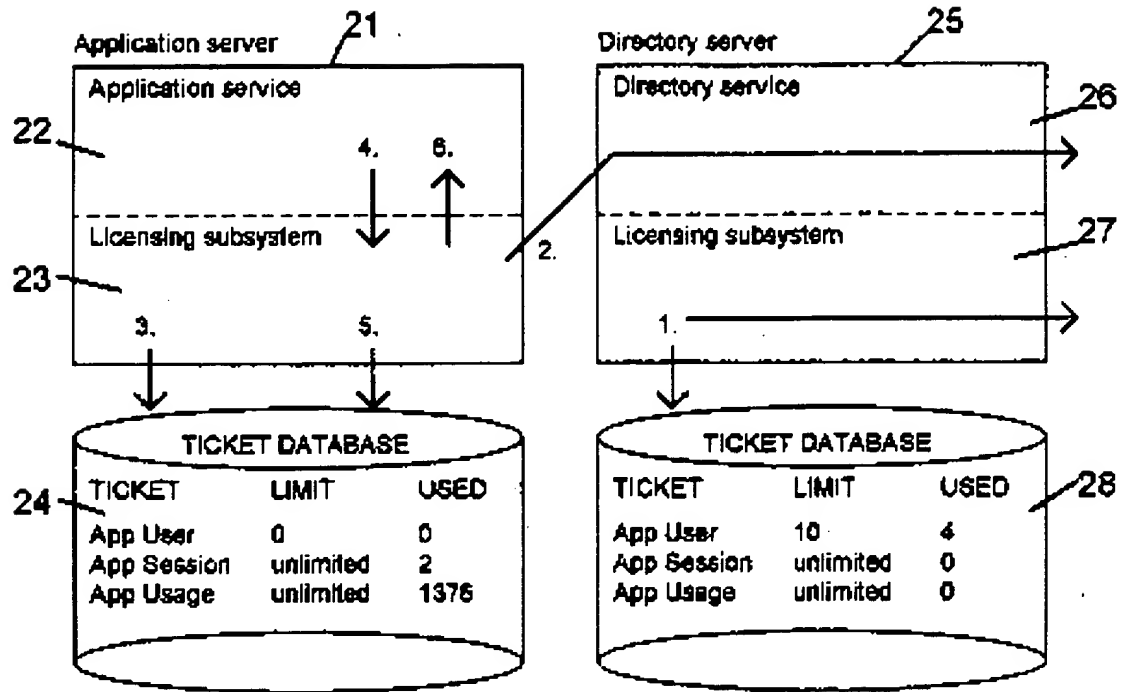 21
Application server
Application service
22
4.
6.
Licensing subsystem
23
3.
5.
2.
TICKET DATABASE
TICKET LIMIT USED
24
App User 0 0
App Session unlimited 2
App Usage unlimited 1376
25
Directory server
Directory service
26
Licensing subsystem
27
1.
TICKET DATABASE
TICKET LIMIT USED
28
App User 10 4
App Session unlimited 0
App Usage unlimited 0